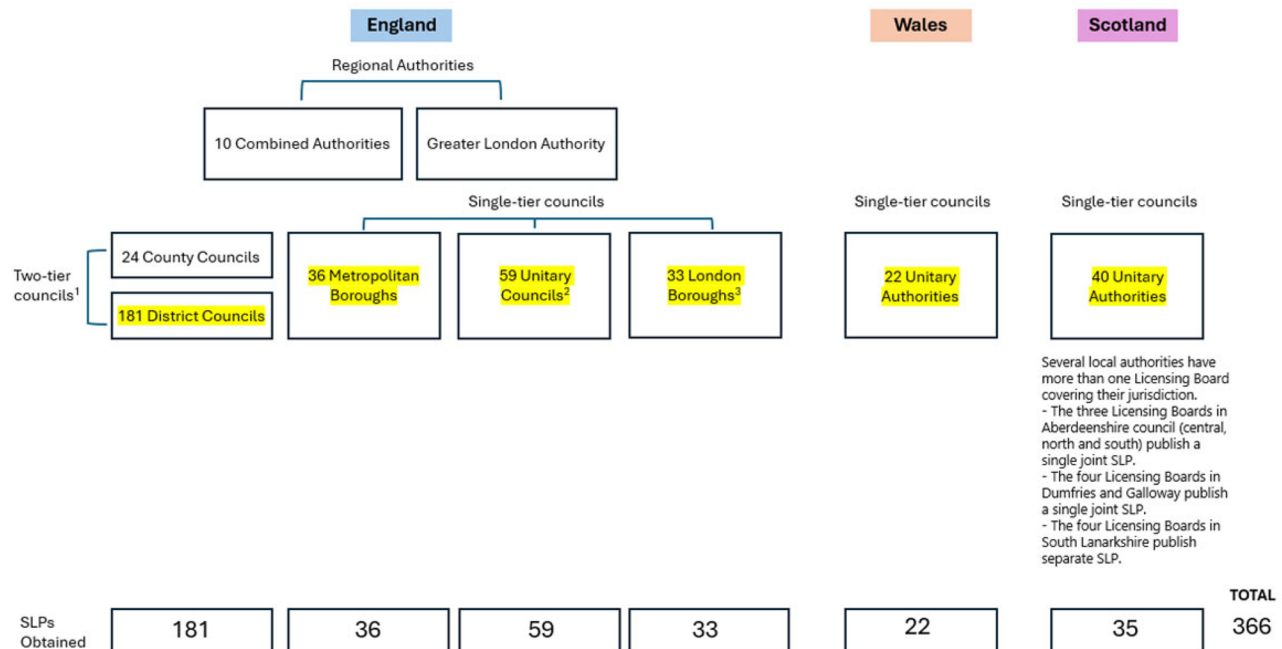 England
Wales
Scotland
Regional Authorities
10 Combined Authorities
Greater London Authority
Single-tier councils
Single-tier councils
Single-tier councils
Two-tier
councils¹
24 County Councils
181 District Councils
36 Metropolitan
Boroughs
59 Unitary
Councils²
33 London
Boroughs³
22 Unitary
Authorities
40 Unitary
Authorities
Several local authorities have
more than one Licensing Board
covering their jurisdiction.
- The three Licensing Boards in
Aberdeenshire council (central,
north and south) publish a
single joint SLP.
- The four Licensing Boards in
Dumfries and Galloway publish
a single joint SLP.
- The four Licensing Boards in
South Lanarkshire publish
separate SLP.
TOTAL
SLPs
Obtained
181
36
59
33
22
35
366